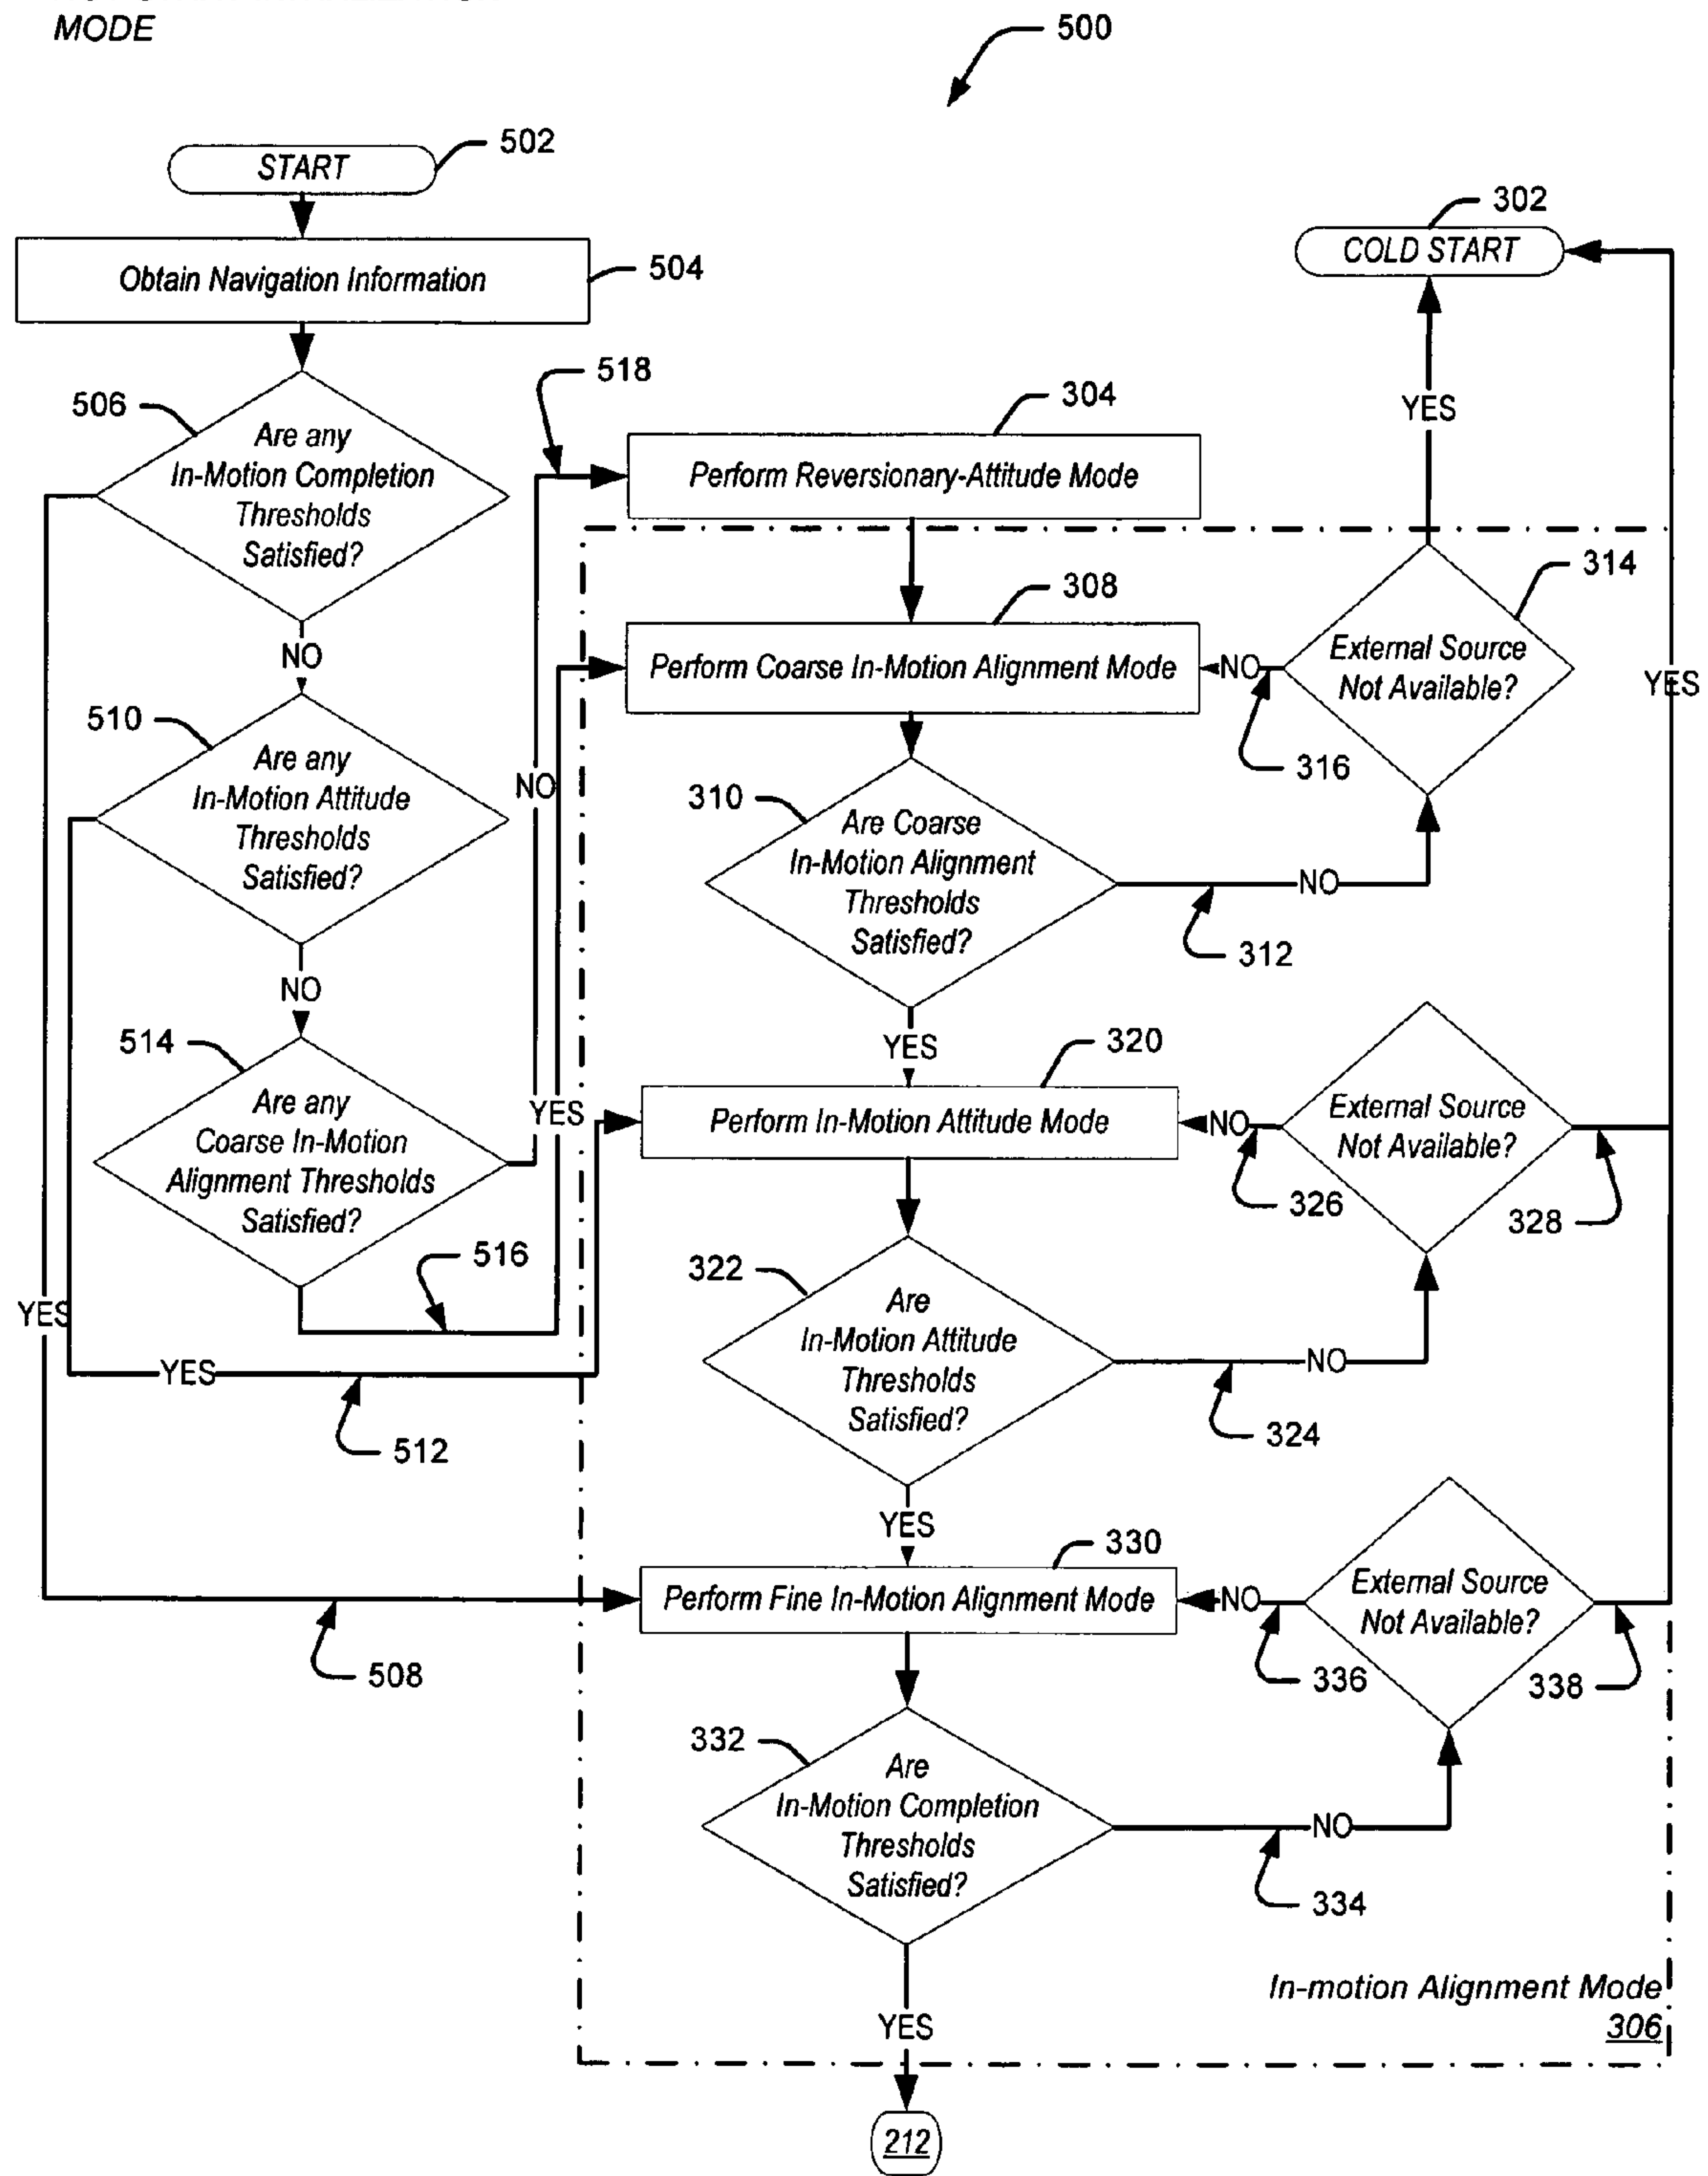 MODE
500
START
502
Obtain Navigation Information
504
302
COLD START
506
Are any
In-Motion Completion
Thresholds
Satisfied?
518
304
Perform Reversionary-Attitude Mode
YES
NO
308
Perform Coarse In-Motion Alignment Mode
NO
316
314
External Source
Not Available?
YES
510
Are any
In-Motion Attitude
Thresholds
Satisfied?
NO
310
Are Coarse
In-Motion Alignment
Thresholds
Satisfied?
NO
312
NO
514
Are any
Coarse In-Motion
Alignment Thresholds
Satisfied?
YES
516
YES
320
Perform In-Motion Attitude Mode
NO
326
External Source
Not Available?
328
YES
YES
512
322
Are
In-Motion Attitude
Thresholds
Satisfied?
NO
324
YES
330
Perform Fine In-Motion Alignment Mode
NO
336
External Source
Not Available?
338
508
332
Are
In-Motion Completion
Thresholds
Satisfied?
NO
334
YES
In-motion Alignment Mode
306
212